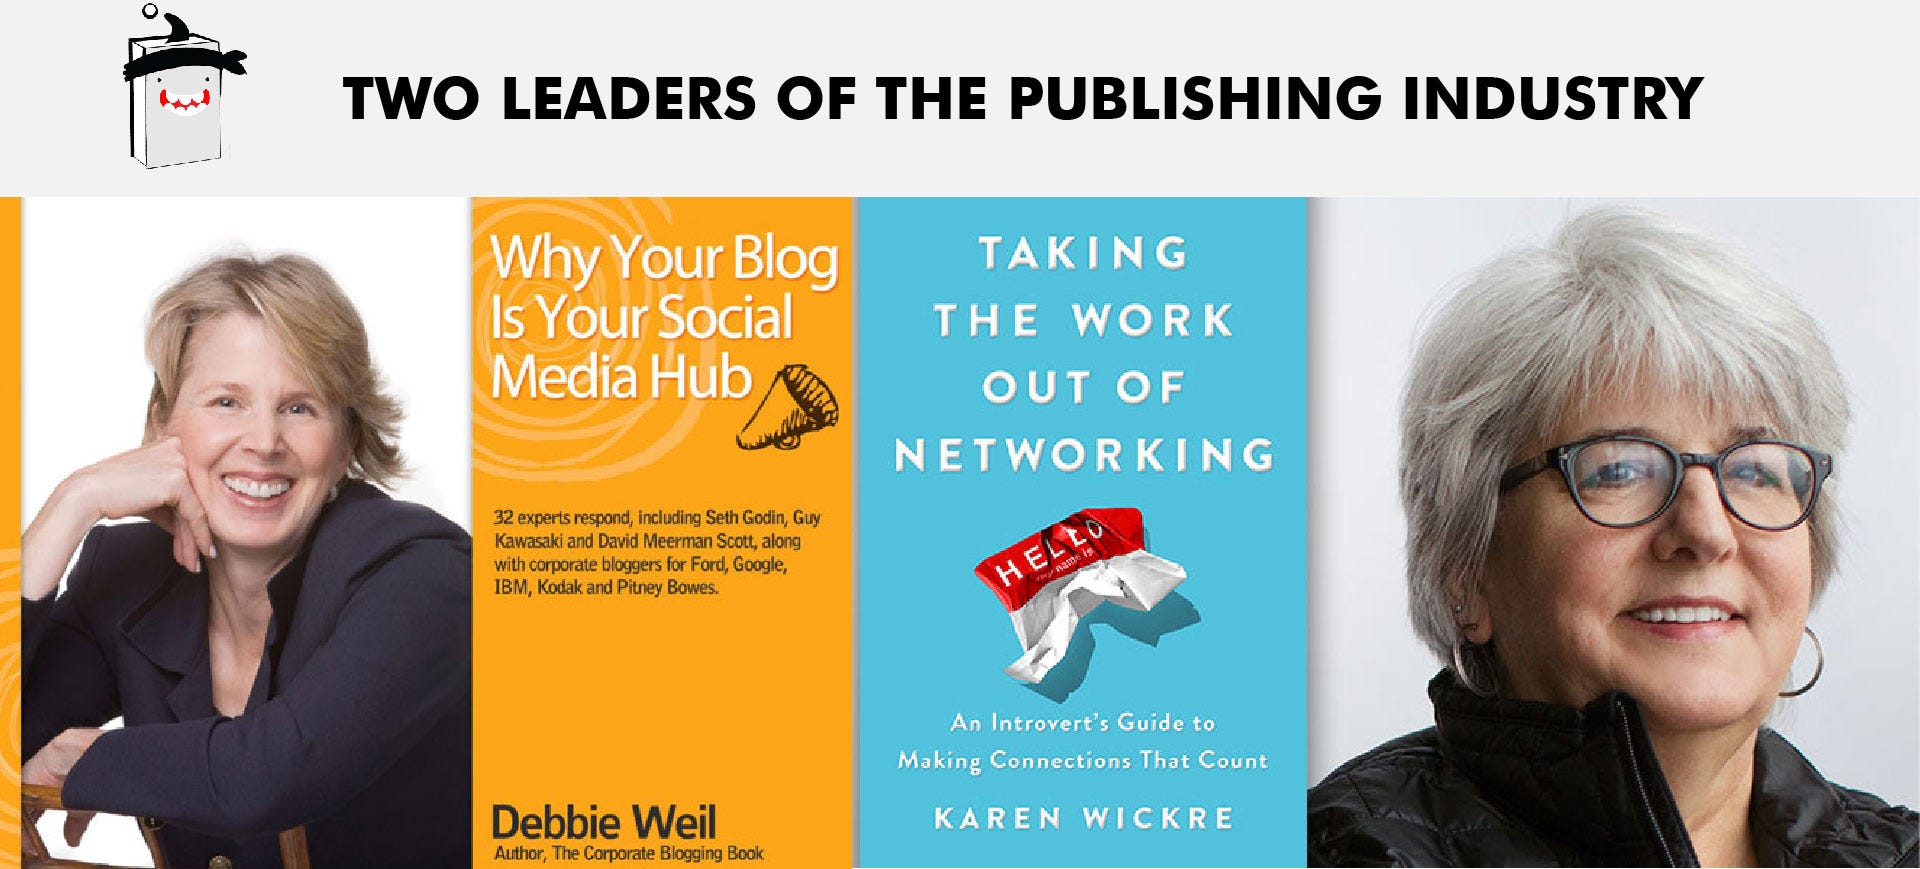 TWO LEADERS OF THE PUBLISHING INDUSTRY
Why Your Blog
Is Your Social
Media Hub
32 experts respond, including Seth Godin, Guy
Kawasaki and David Meerman Scott, along
with corporate bloggers for Ford, Google,
IBM, Kodak and Pitney Bowes.
Debbie Weil
Author, The Corporate Blogging Book
TAKING
THE WORK
OUT OF
NETWORKING
HELLO
name is
An Introvert's Guide to
Making Connections That Count
KAREN WICKRE